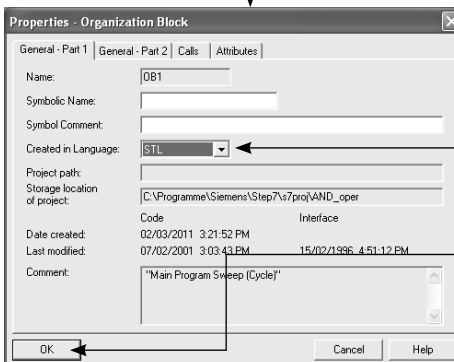 Properties - Organization Block
General - Part 1 General - Part 2 Calls Attributes
Name: OB1
Symbolic Name:
Symbol Comment:
Created in Language: STL
Project path:
Storage location
of project: C:\Programme\Siemens\Step7\s7proj\AND_oper
Code Interface
Date created: 02/03/2011 3:21:52 PM
Last modified: 07/02/2001 3:03:43 PM 15/02/1996 4:51:12 PM
Comment: "Main Program Sweep (Cycle)"
OK Cancel Help